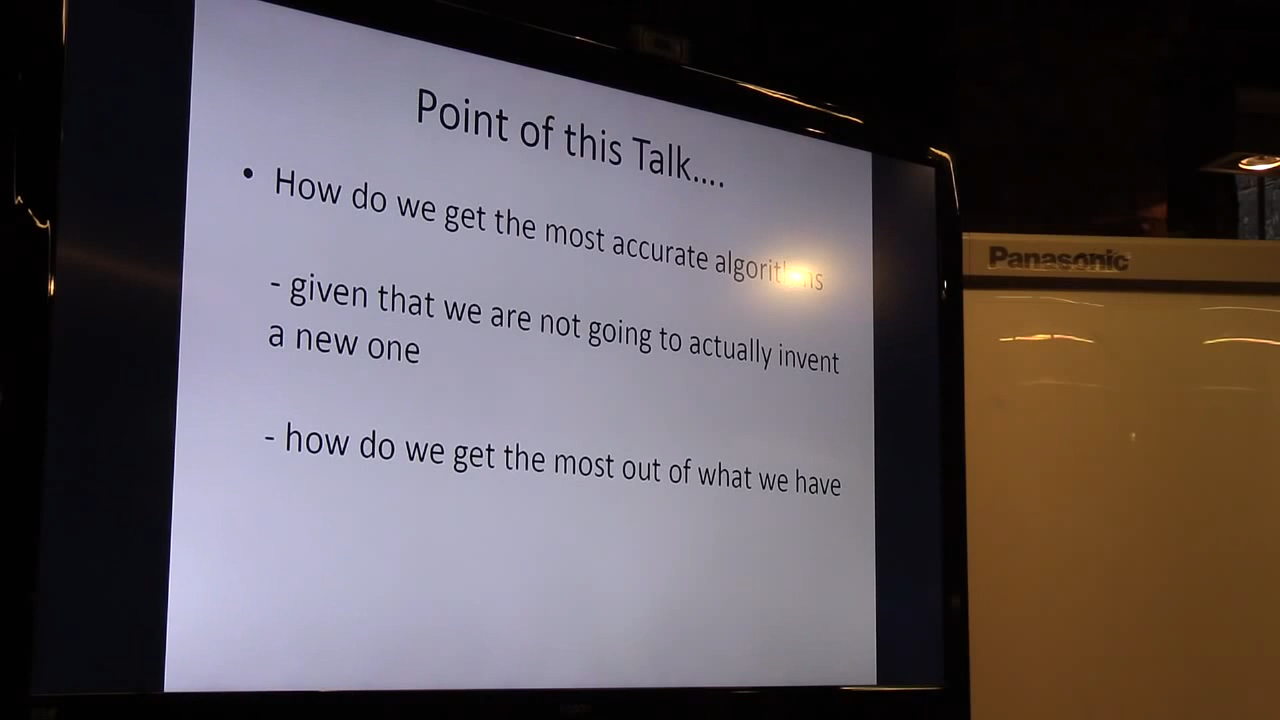 Point of this Talk....
• How do we get the most accurate algorithms
- given that we are not going to actually invent
a new one
- how do we get the most out of what we have
Panasonic